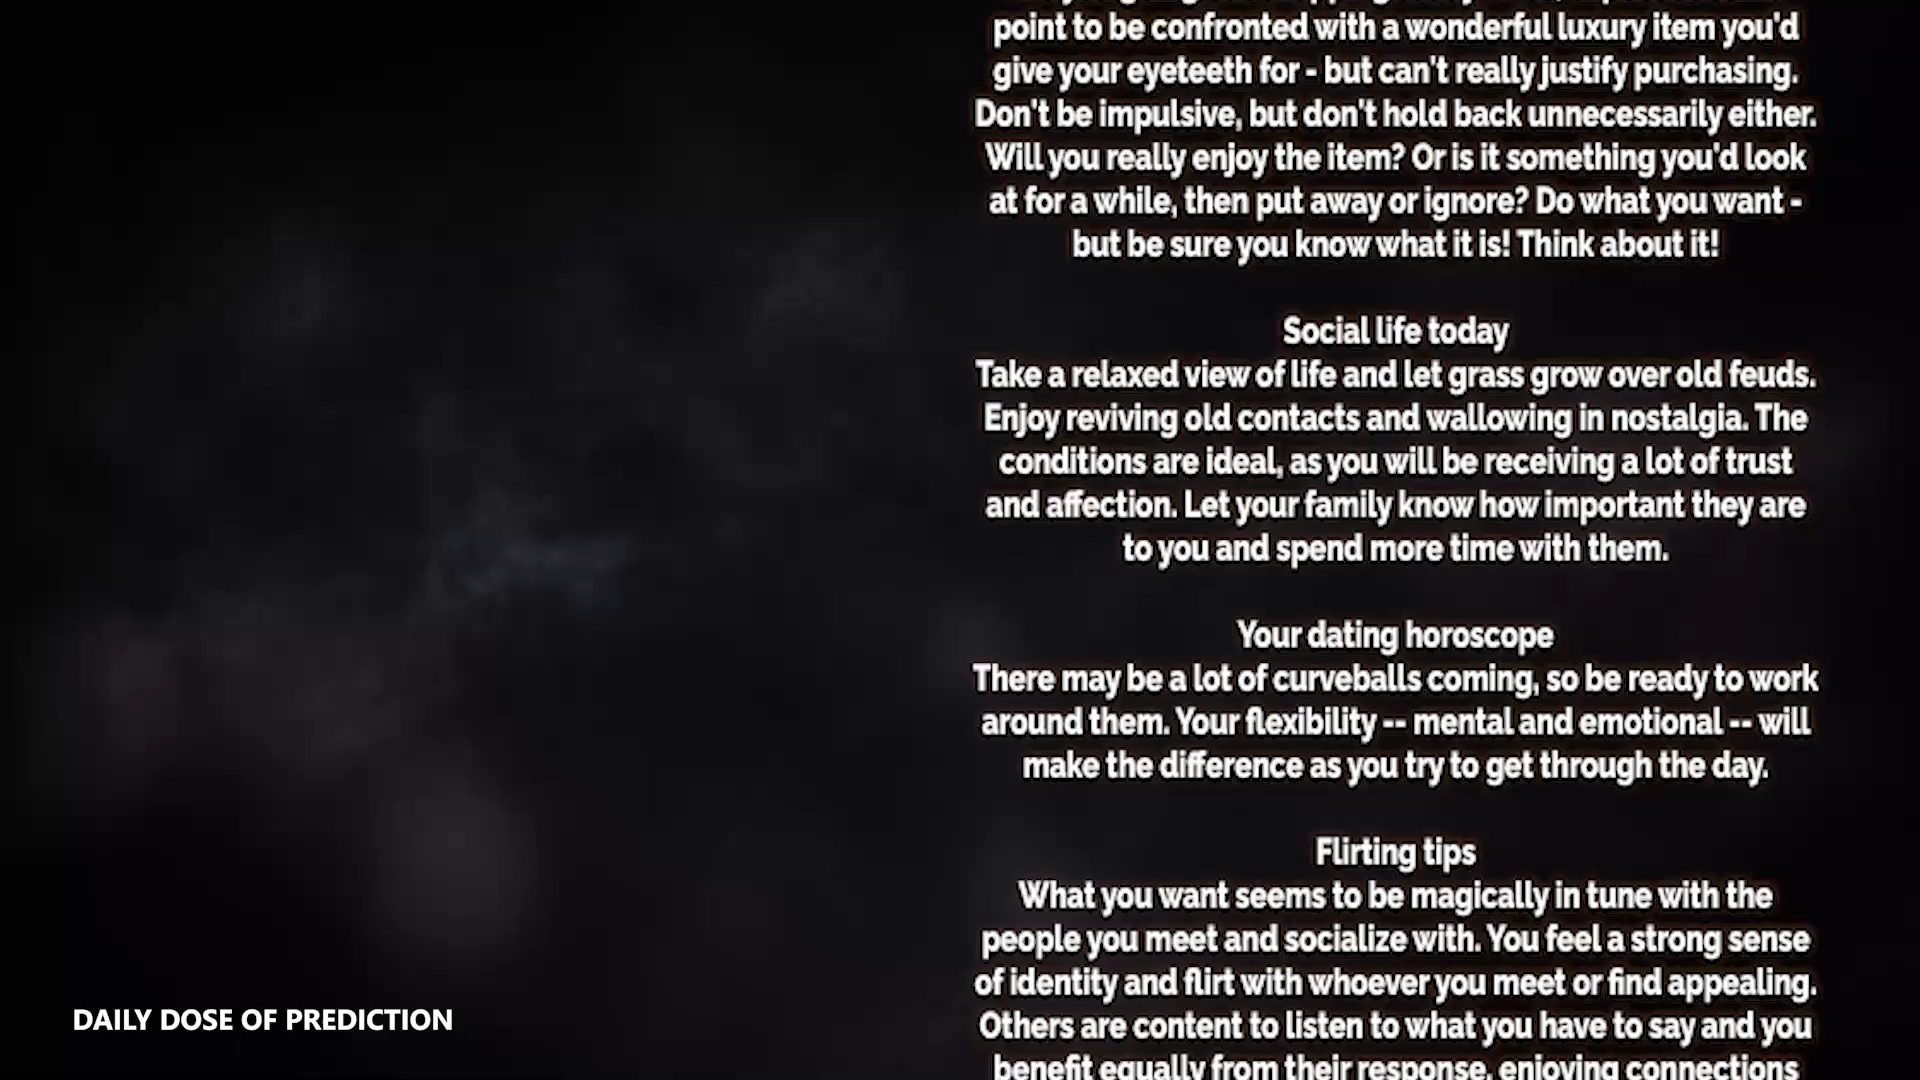 point to be confronted with a wonderful luxury item you'd
give your eyeteeth for - but can't really justify purchasing.
Don't be impulsive, but don't hold back unnecessarily either.
Will you really enjoy the item? Or is it something you'd look
at for a while, then put away or ignore? Do what you want -
but be sure you know what it is! Think about it!
Social life today
Take a relaxed view of life and let grass grow over old feuds.
Enjoy reviving old contacts and wallowing in nostalgia. The
conditions are ideal, as you will be receiving a lot of trust
and affection. Let your family know how important they are
to you and spend more time with them.
Your dating horoscope
There may be a lot of curveballs coming, so be ready to work
around them. Your flexibility -- mental and emotional -- will
make the difference as you try to get through the day.
Flirting tips
What you want seems to be magically in tune with the
people you meet and socialize with. You feel a strong sense
of identity and flirt with whoever you meet or find appealing.
Others are content to listen to what you have to say and you
benefit equally from their response, enjoying connections
DAILY DOSE OF PREDICTION